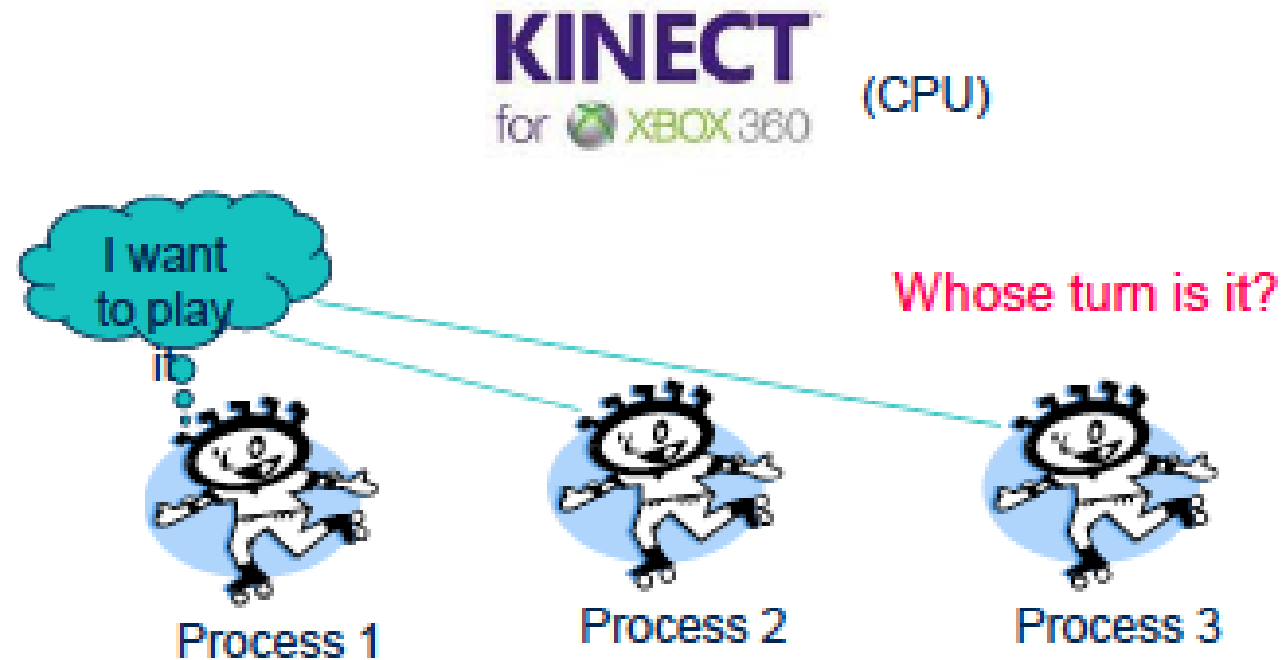 KINECT
for XBOX 360
(CPU)
I want
to play
it
Whose turn is it?
Process 1
Process 2
Process 3